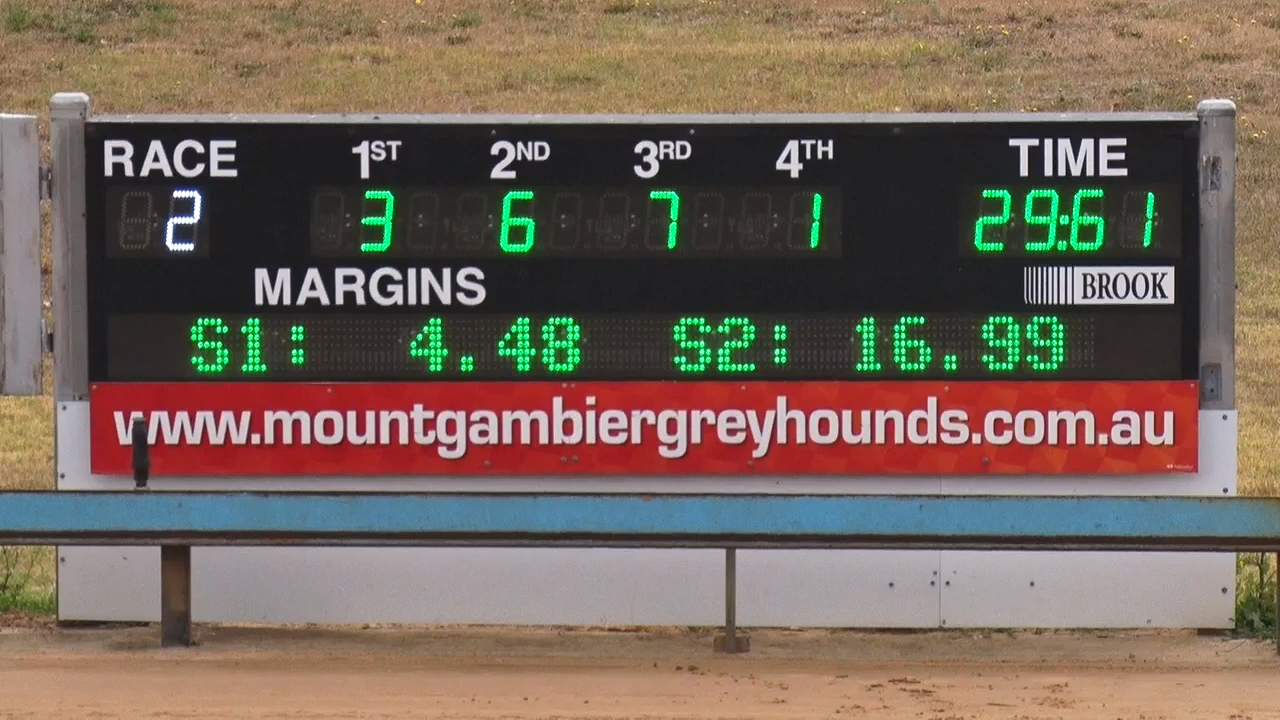 RACE 1ST 2ND 3RD 4TH TIME
2 3 6 7 1 29:61
MARGINS BROOK
S1: 4.48 S2: 16.99
www.mountgambiergreyhounds.com.au